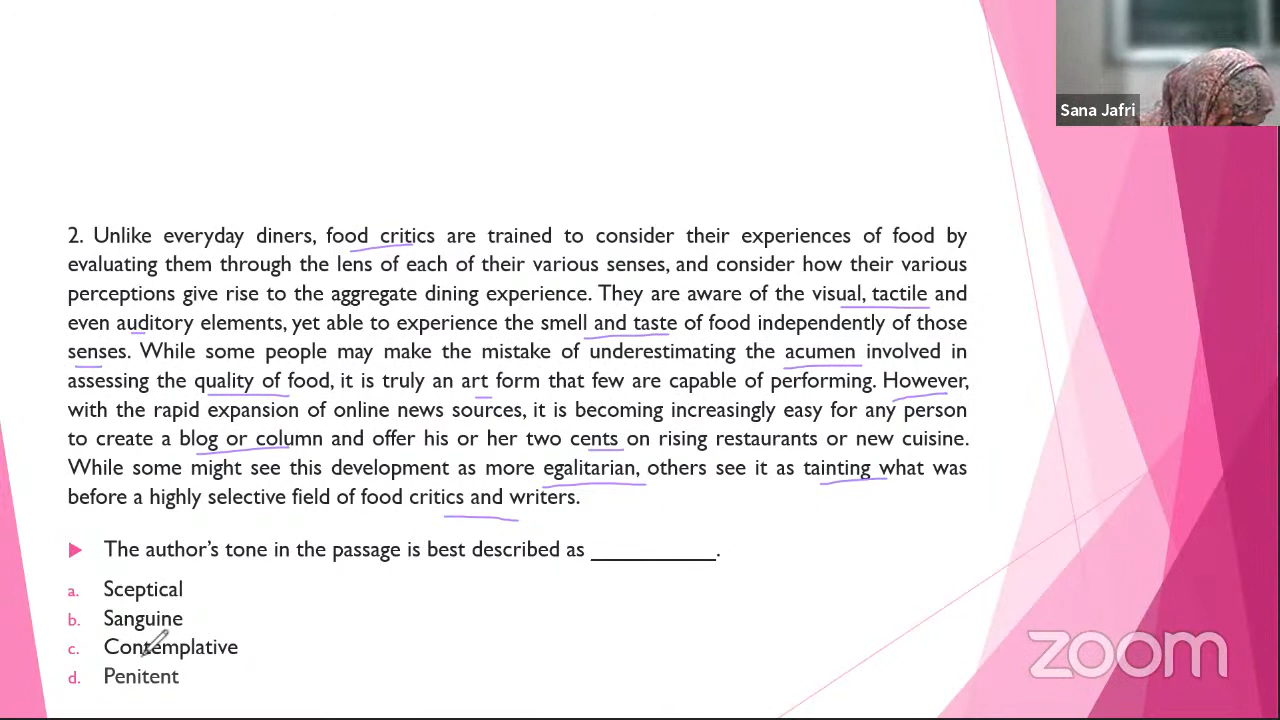 Sana Jafri
2. Unlike everyday diners, food critics are trained to consider their experiences of food by
evaluating them through the lens of each of their various senses, and consider how their various
perceptions give rise to the aggregate dining experience. They are aware of the visual, tactile and
even auditory elements, yet able to experience the smell and taste of food independently of those
senses. While some people may make the mistake of underestimating the acumen involved in
assessing the quality of food, it is truly an art form that few are capable of performing. However,
with the rapid expansion of online news sources, it is becoming increasingly easy for any person
to create a blog or column and offer his or her two cents on rising restaurants or new cuisine.
While some might see this development as more egalitarian, others see it as tainting what was
before a highly selective field of food critics and writers.
The author’s tone in the passage is best described as __________.
a. Sceptical
b. Sanguine
c. Contemplative
d. Penitent
zoom